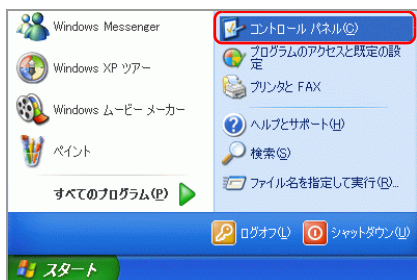 Windows Messenger
Windows XP ツアー
Windows ムービー メーカー
ペイント
すべてのプログラム(P)
コントロール パネル(C)
プログラムのアクセスと既定の設
定
プリンタと FAX
ヘルプとサポート(H)
検索(S)
ファイル名を指定して実行(R)...
ログオフ(L)
シャットダウン(U)
スタート